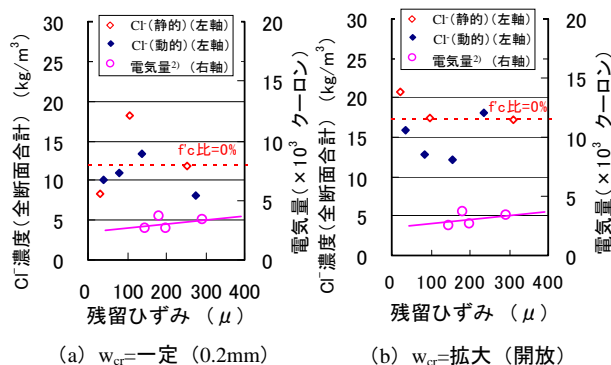 Cl⁻濃度(全断面合計) (kg/m³)
30
25
20
15
10
5
0
Cl⁻(静的)(左軸)
Cl⁻(動的)(左軸)
電気量²⁾ (右軸)
f'c比=0%
20
15
10
5
0
電気量(×10³ クーロン)
0 100 200 300 400
残留ひずみ (μ)
(a) w_cr=一定 (0.2mm)
Cl⁻濃度(全断面合計) (kg/m³)
30
25
20
15
10
5
0
Cl⁻(静的)(左軸)
Cl⁻(動的)(左軸)
電気量²⁾ (右軸)
f'c比=0%
20
15
10
5
0
電気量(×10³ クーロン)
0 100 200 300 400
残留ひずみ (μ)
(b) w_cr=拡大 (開放)